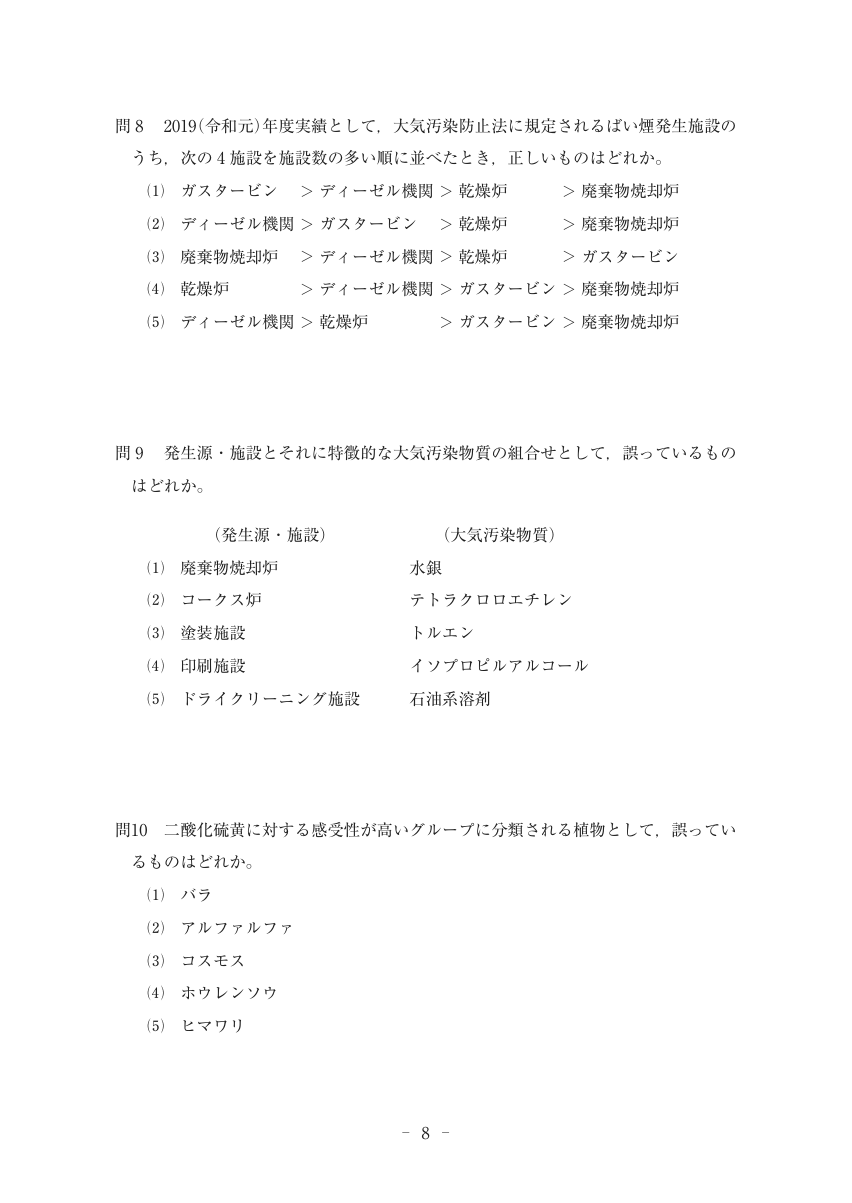 問8　2019(令和元)年度実績として，大気汚染防止法に規定されるばい煙発生施設の
うち，次の4施設を施設数の多い順に並べたとき，正しいものはどれか。
(1)　ガスタービン　＞ ディーゼル機関 ＞ 乾燥炉　＞ 廃棄物焼却炉
(2)　ディーゼル機関 ＞ ガスタービン　＞ 乾燥炉　＞ 廃棄物焼却炉
(3)　廃棄物焼却炉　＞ ディーゼル機関 ＞ 乾燥炉　＞ ガスタービン
(4)　乾燥炉　＞ ディーゼル機関 ＞ ガスタービン ＞ 廃棄物焼却炉
(5)　ディーゼル機関 ＞ 乾燥炉　＞ ガスタービン ＞ 廃棄物焼却炉
問9　発生源・施設とそれに特徴的な大気汚染物質の組合せとして，誤っているもの
はどれか。
（発生源・施設）　（大気汚染物質）
(1)　廃棄物焼却炉　水銀
(2)　コークス炉　テトラクロロエチレン
(3)　塗装施設　トルエン
(4)　印刷施設　イソプロピルアルコール
(5)　ドライクリーニング施設　石油系溶剤
問10　二酸化硫黄に対する感受性が高いグループに分類される植物として，誤ってい
るものはどれか。
(1)　バラ
(2)　アルファルファ
(3)　コスモス
(4)　ホウレンソウ
(5)　ヒマワリ
－ 8 －